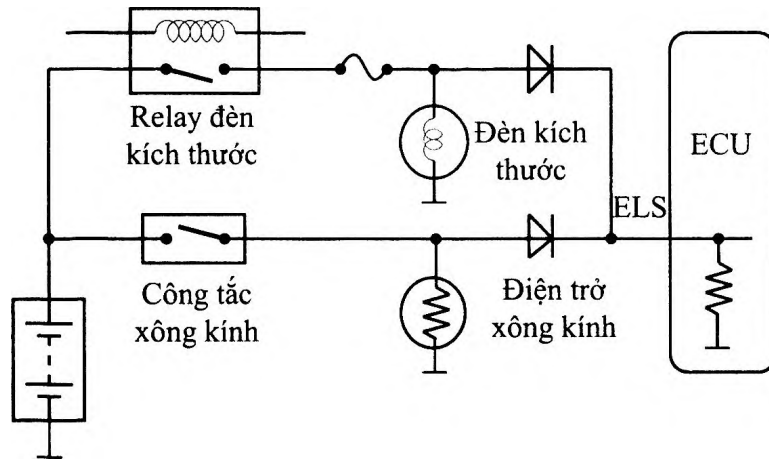 Relay đèn
kích thước
Đèn kích
thước
ECU
ELS
Công tắc
xông kính
Điện trở
xông kính